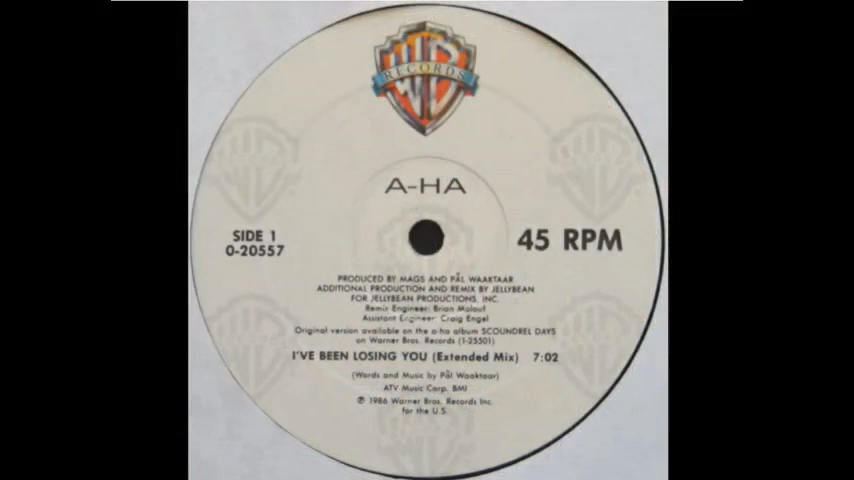 RECORDS
A-HA
SIDE 1
0-20557
45 RPM
PRODUCED BY MAGS AND PÅL WAAKTAAR
ADDITIONAL PRODUCTION AND REMIX BY JELLYBEAN
FOR JELLYBEAN PRODUCTIONS, INC.
Remix Engineer: Brian Malouf
Assistant Engineer: Craig Engel
Original version available on the a-ha album SCOUNDREL DAYS
on Warner Bros. Records (1-25501)
I'VE BEEN LOSING YOU (Extended Mix) 7:02
(Words and Music by Pål Waaktaar)
ATV Music Corp. BMI
℗ 1986 Warner Bros. Records Inc.
for the U.S.